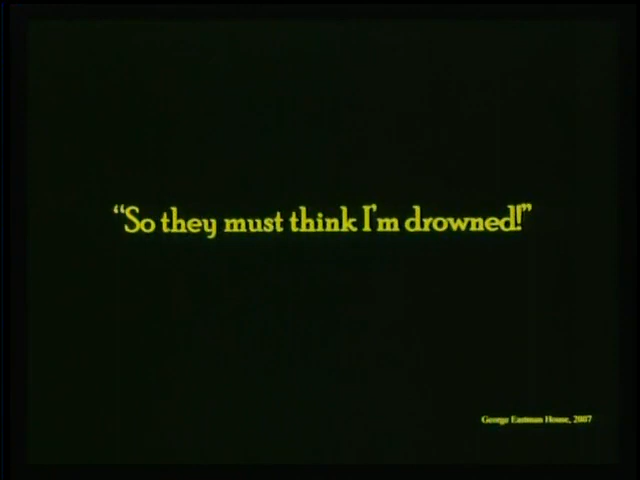 “So they must think I'm drowned!”
George Eastman House, 2007